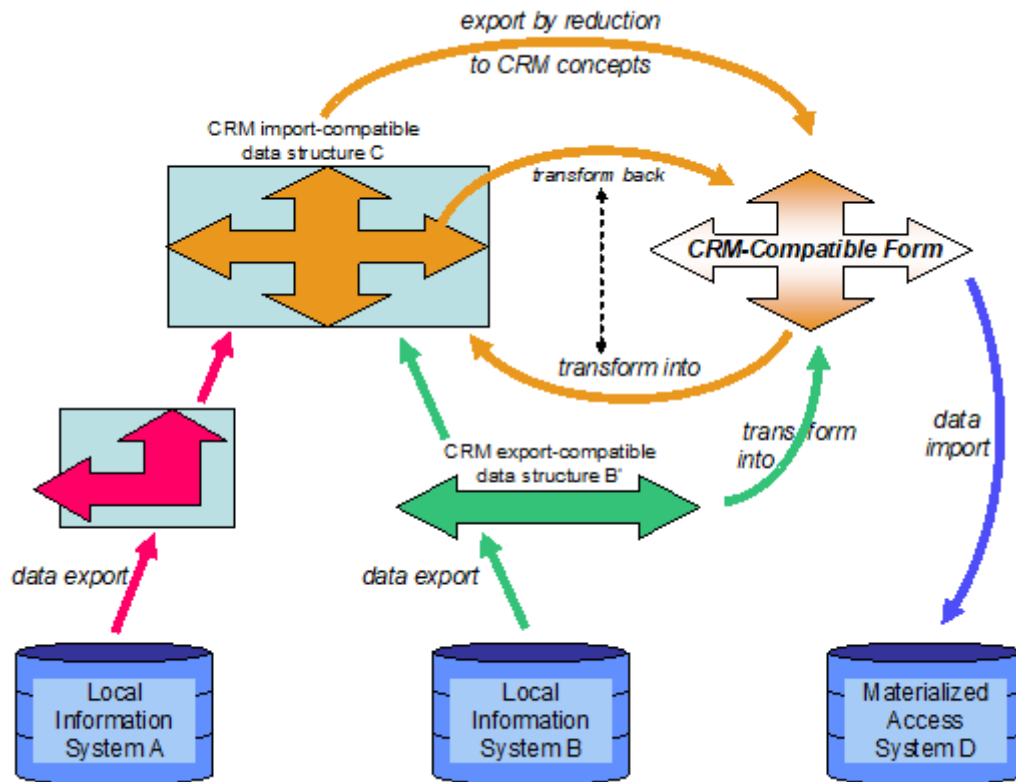 export by reduction
to CRM concepts
CRM import-compatible
data structure C
transform back
CRM-Compatible Form
transform into
CRM export-compatible
data structure B'
transform
into
data
import
data export
data export
Local
Information
System A
Local
Information
System B
Materialized
Access
System D